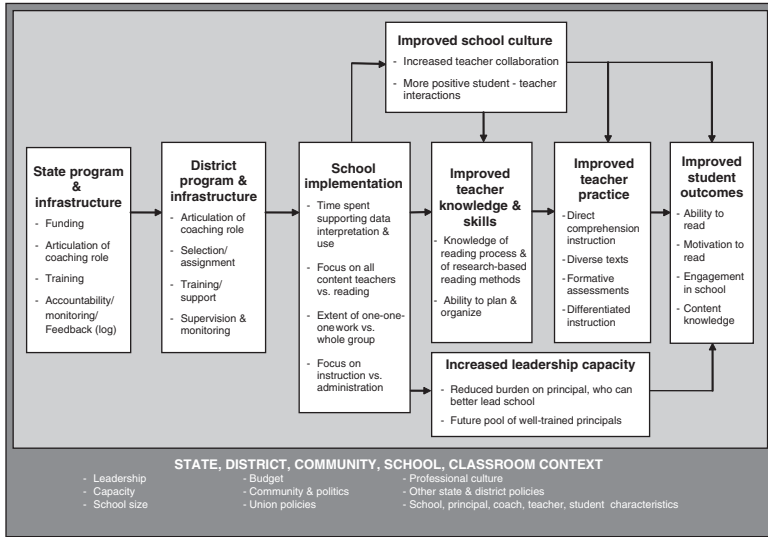 Improved school culture
- Increased teacher collaboration
- More positive student - teacher
interactions
State program
&
infrastructure
- Funding
- Articulation of
coaching role
- Training
- Accountability/
monitoring/
Feedback (log)
District
program &
infrastructure
- Articulation of
coaching role
- Selection/
assignment
- Training/
support
- Supervision &
monitoring
School
implementation
- Time spent
supporting data
interpretation &
use
- Focus on all
content teachers
vs. reading
- Extent of one-one-
onework vs.
whole group
- Focus on
instruction vs.
administration
Improved
teacher
knowledge &
skills
- Knowledge of
reading process &
of research-based
reading methods
- Ability to plan &
organize
Improved
teacher
practice
- Direct
comprehension
instruction
- Diverse texts
- Formative
assessments
- Differentiated
instruction
Improved
student
outcomes
- Ability to
read
- Motivation to
read
- Engagement
in school
- Content
knowledge
Increased leadership capacity
- Reduced burden on principal, who can
better lead school
- Future pool of well-trained principals
STATE, DISTRICT, COMMUNITY, SCHOOL, CLASSROOM CONTEXT
- Leadership
- Capacity
- School size
- Budget
- Community & politics
- Union policies
- Professional culture
- Other state & district policies
- School, principal, coach, teacher, student characteristics